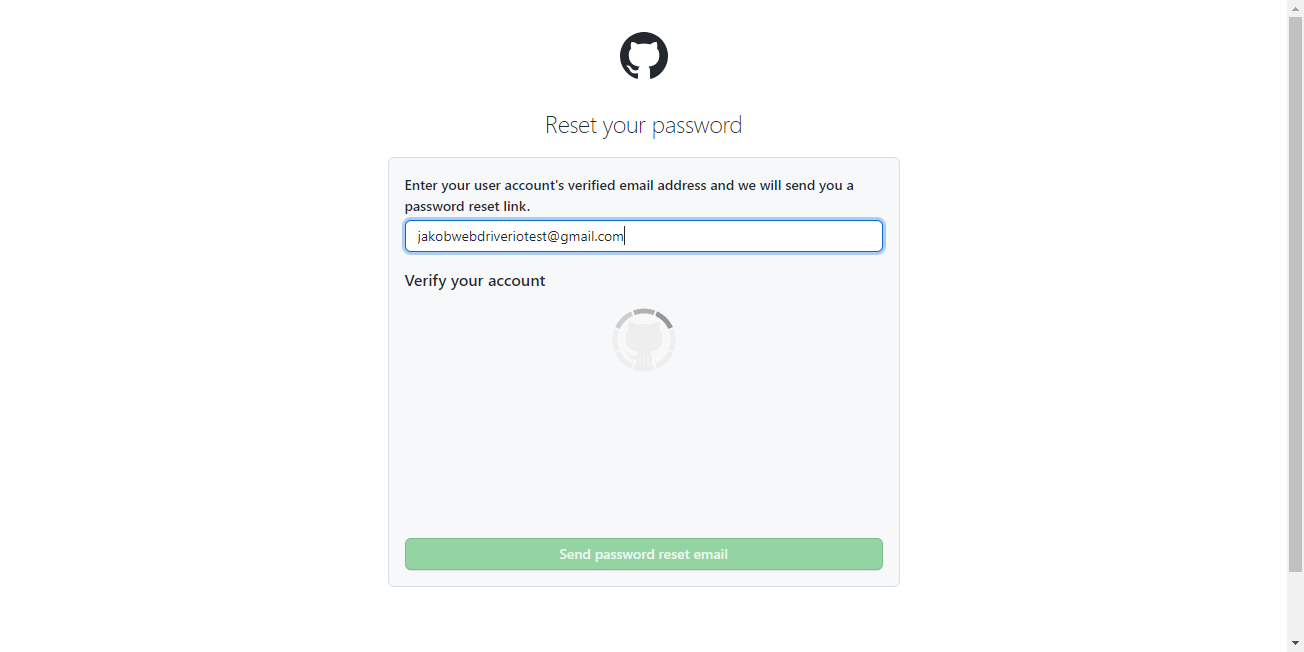 Reset your password
Enter your user account's verified email address and we will send you a
password reset link.
jakobwebdriveriotest@gmail.com
Verify your account
Send password reset email